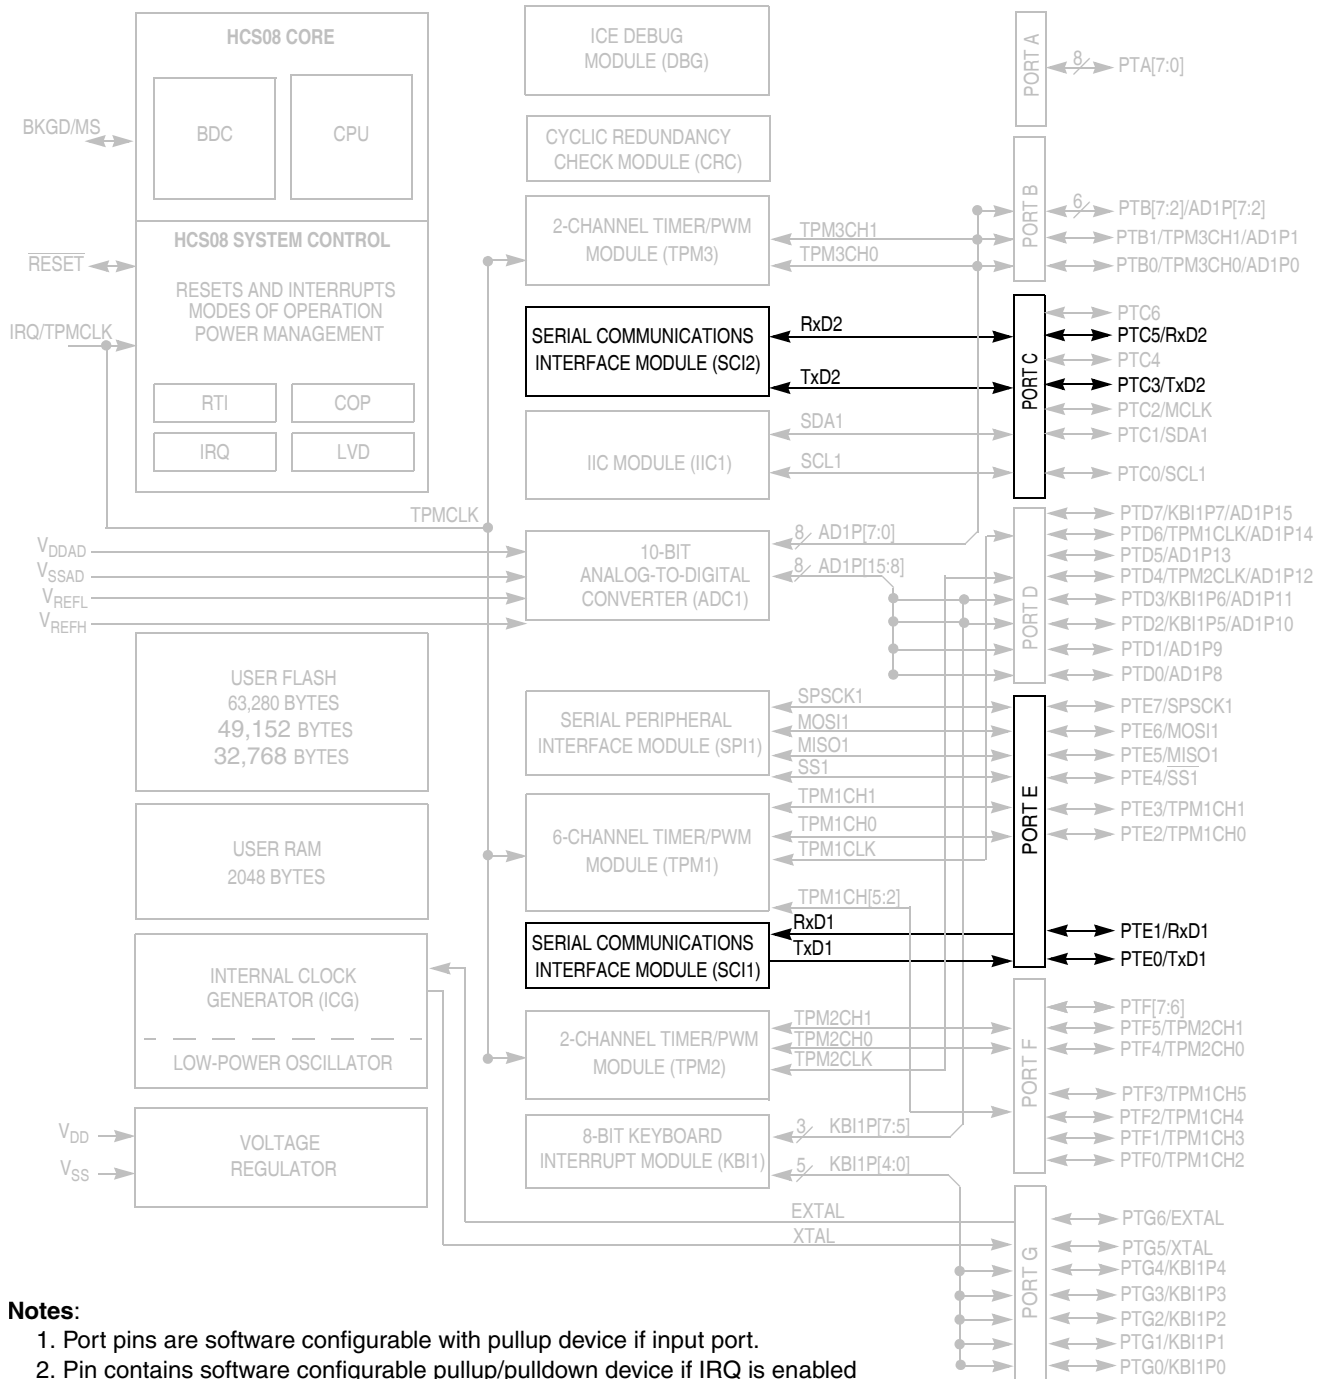 HCS08 CORE
BDC
CPU
BKGD/MS
HCS08 SYSTEM CONTROL
RESET
RESETS AND INTERRUPTS
MODES OF OPERATION
POWER MANAGEMENT
IRQ/TPMCLK
RTI
COP
IRQ
LVD
TPMCLK
VDDAD
VSSAD
VREFL
VREFH
USER FLASH
63,280 BYTES
49,152 BYTES
32,768 BYTES
USER RAM
2048 BYTES
INTERNAL CLOCK
GENERATOR (ICG)
LOW-POWER OSCILLATOR
VDD
VSS
VOLTAGE
REGULATOR
ICE DEBUG
MODULE (DBG)
CYCLIC REDUNDANCY
CHECK MODULE (CRC)
2-CHANNEL TIMER/PWM
MODULE (TPM3)
TPM3CH1
TPM3CH0
SERIAL COMMUNICATIONS
INTERFACE MODULE (SCI2)
RxD2
TxD2
IIC MODULE (IIC1)
SDA1
SCL1
10-BIT
ANALOG-TO-DIGITAL
CONVERTER (ADC1)
8 AD1P[7:0]
8 AD1P[15:8]
SERIAL PERIPHERAL
INTERFACE MODULE (SPI1)
SPSCK1
MOSI1
MISO1
SS1
6-CHANNEL TIMER/PWM
MODULE (TPM1)
TPM1CH1
TPM1CH0
TPM1CLK
TPM1CH[5:2]
SERIAL COMMUNICATIONS
INTERFACE MODULE (SCI1)
RxD1
TxD1
2-CHANNEL TIMER/PWM
MODULE (TPM2)
TPM2CH1
TPM2CH0
TPM2CLK
8-BIT KEYBOARD
INTERRUPT MODULE (KBI1)
3 KBI1P[7:5]
5 KBI1P[4:0]
EXTAL
XTAL
PORT A
8 PTA[7:0]
PORT B
6 PTB[7:2]/AD1P[7:2]
PTB1/TPM3CH1/AD1P1
PTB0/TPM3CH0/AD1P0
PORT C
PTC6
PTC5/RxD2
PTC4
PTC3/TxD2
PTC2/MCLK
PTC1/SDA1
PTC0/SCL1
PORT D
PTD7/KBI1P7/AD1P15
PTD6/TPM1CLK/AD1P14
PTD5/AD1P13
PTD4/TPM2CLK/AD1P12
PTD3/KBI1P6/AD1P11
PTD2/KBI1P5/AD1P10
PTD1/AD1P9
PTD0/AD1P8
PORT E
PTE7/SPSCK1
PTE6/MOSI1
PTE5/MISO1
PTE4/SS1
PTE3/TPM1CH1
PTE2/TPM1CH0
PTE1/RxD1
PTE0/TxD1
PORT F
PTF[7:6]
PTF5/TPM2CH1
PTF4/TPM2CH0
PTF3/TPM1CH5
PTF2/TPM1CH4
PTF1/TPM1CH3
PTF0/TPM1CH2
PORT G
PTG6/EXTAL
PTG5/XTAL
PTG4/KBI1P4
PTG3/KBI1P3
PTG2/KBI1P2
PTG1/KBI1P1
PTG0/KBI1P0
Notes:
1. Port pins are software configurable with pullup device if input port.
2. Pin contains software configurable pullup/pulldown device if IRQ is enabled